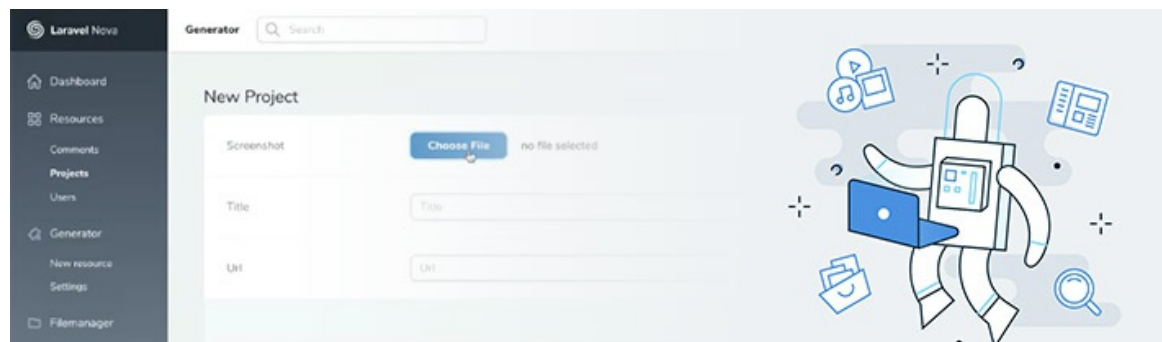 Laravel Nova
Generator
Search
Dashboard
Resources
Comments
Projects
Users
Generator
New resource
Settings
Filemanager
New Project
Screenshot
Choose File no file selected
Title
Title
Url
Url